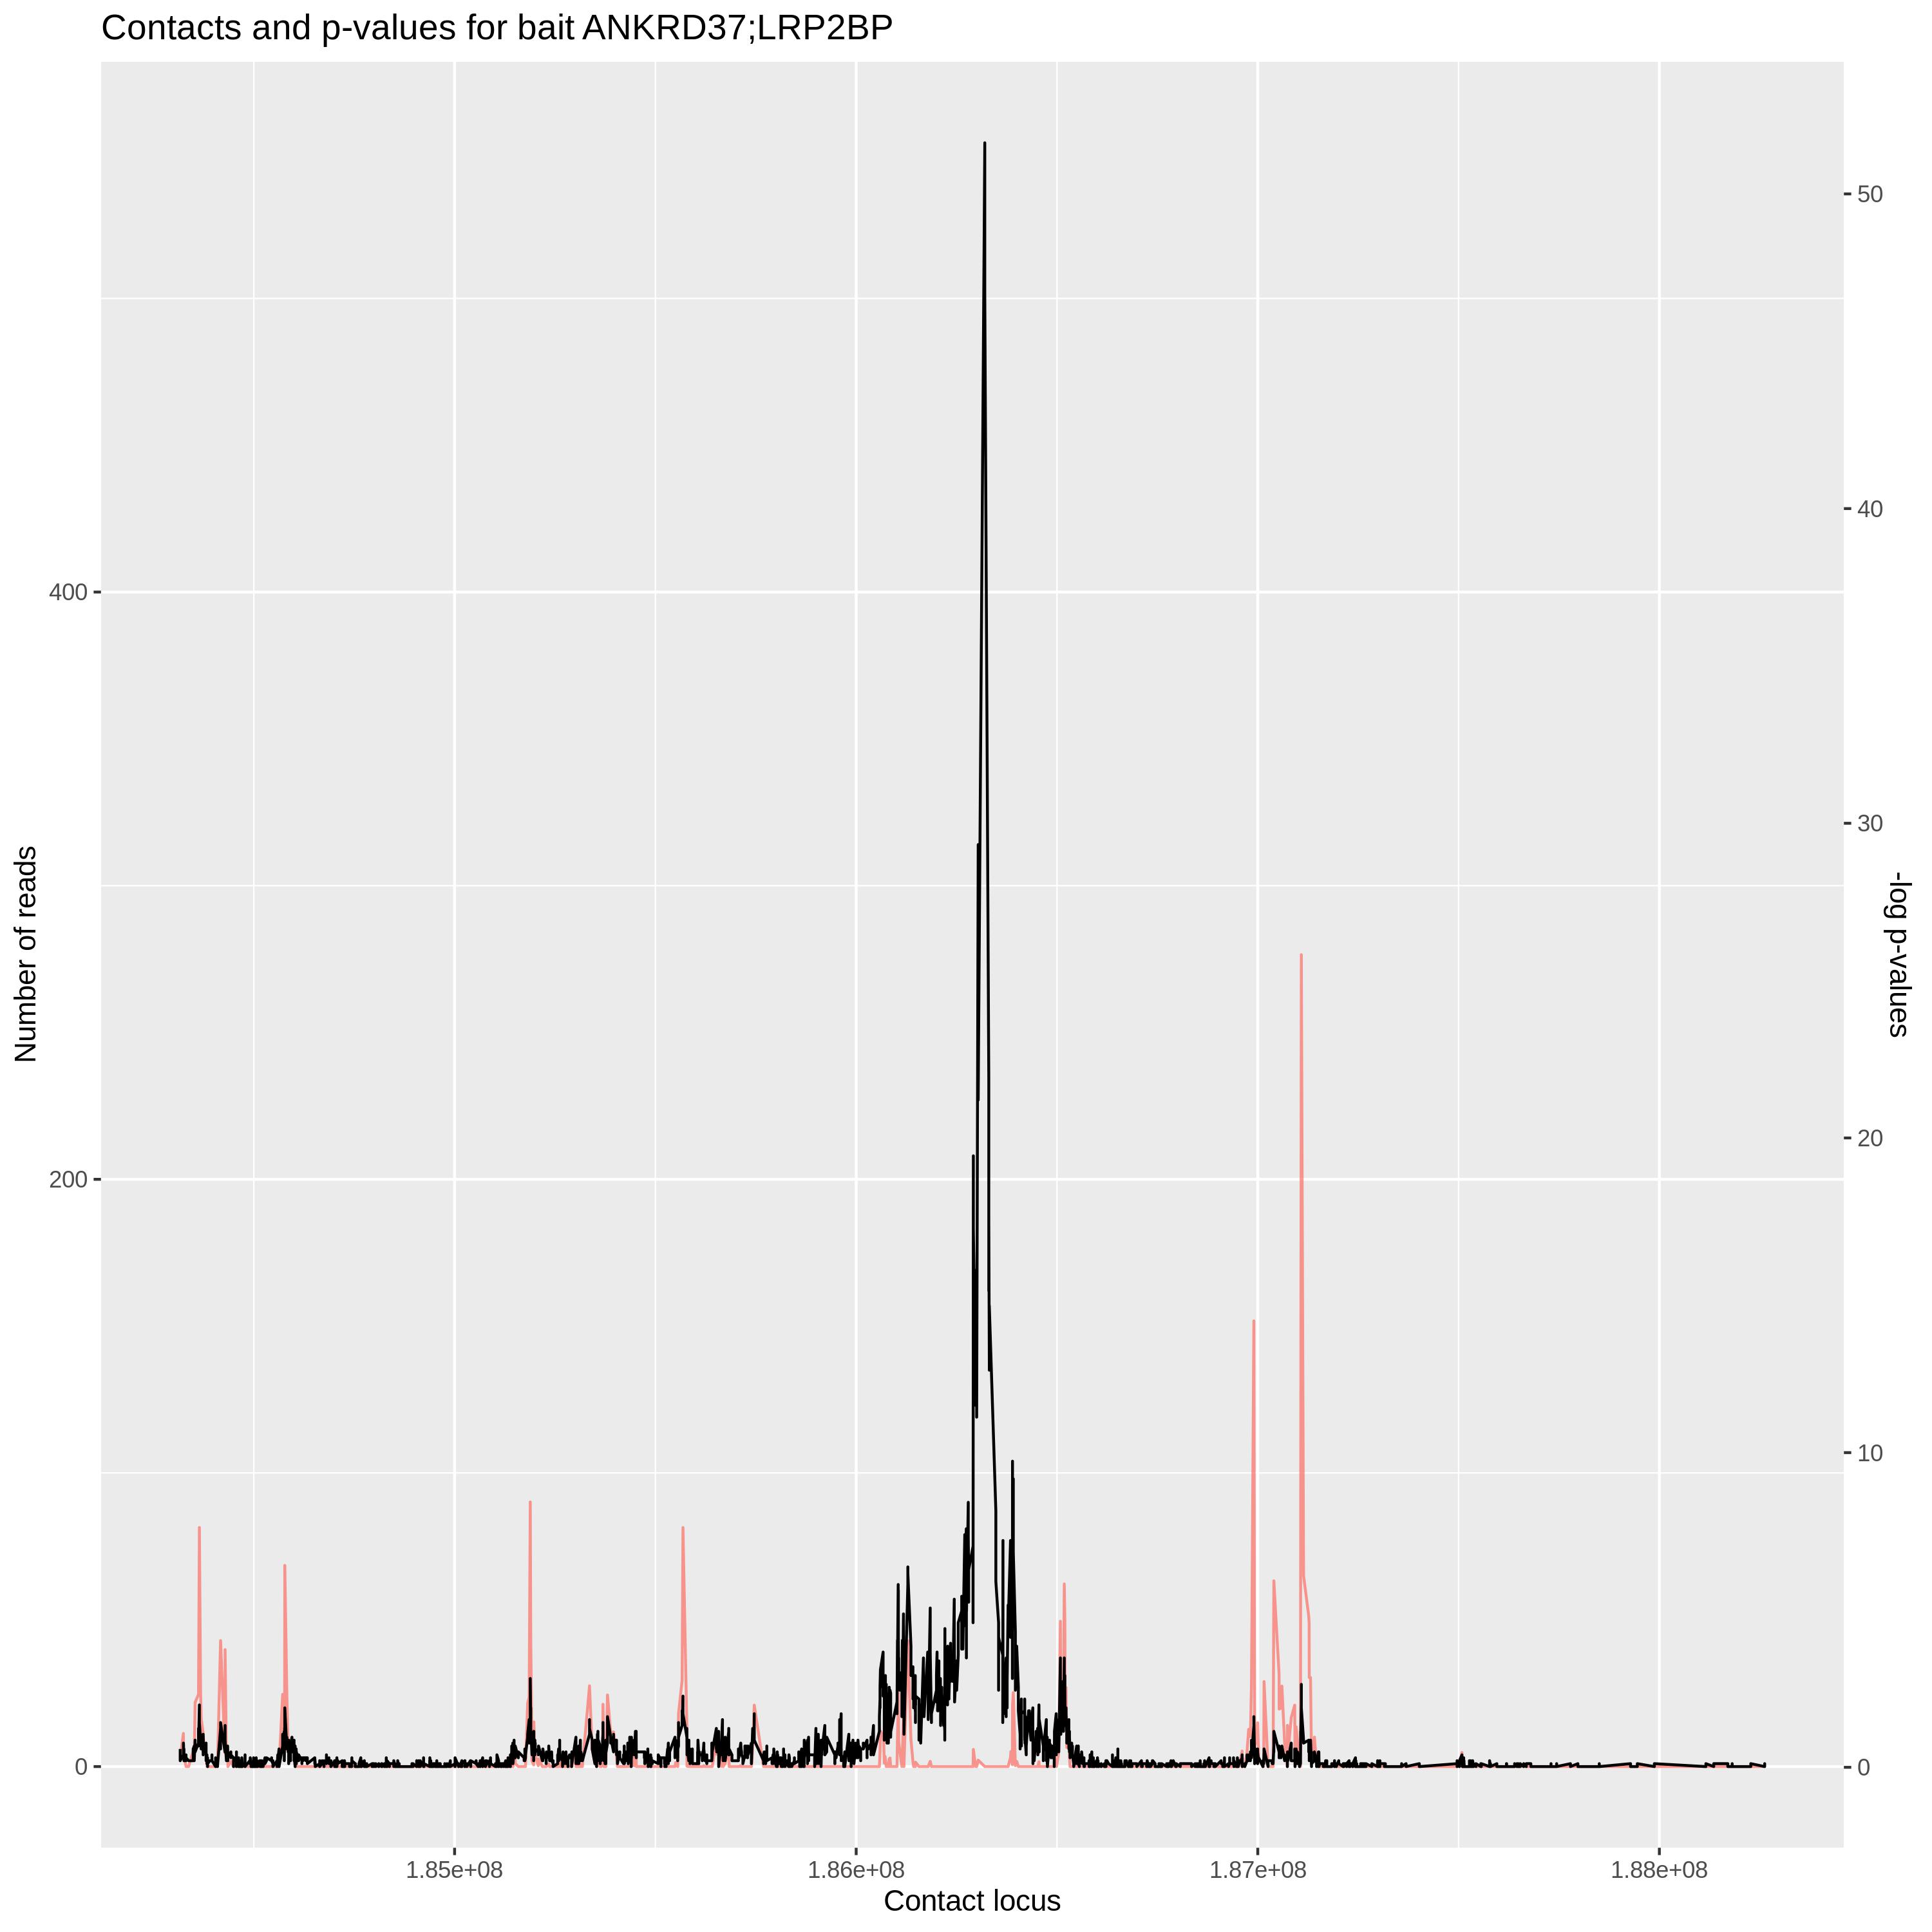 Contacts and p-values for bait ANKRD37;LRP2BP
Number of reads
400
200
0
50
40
30
20
10
0
-log p-values
1.85e+08
1.86e+08
1.87e+08
1.88e+08
Contact locus